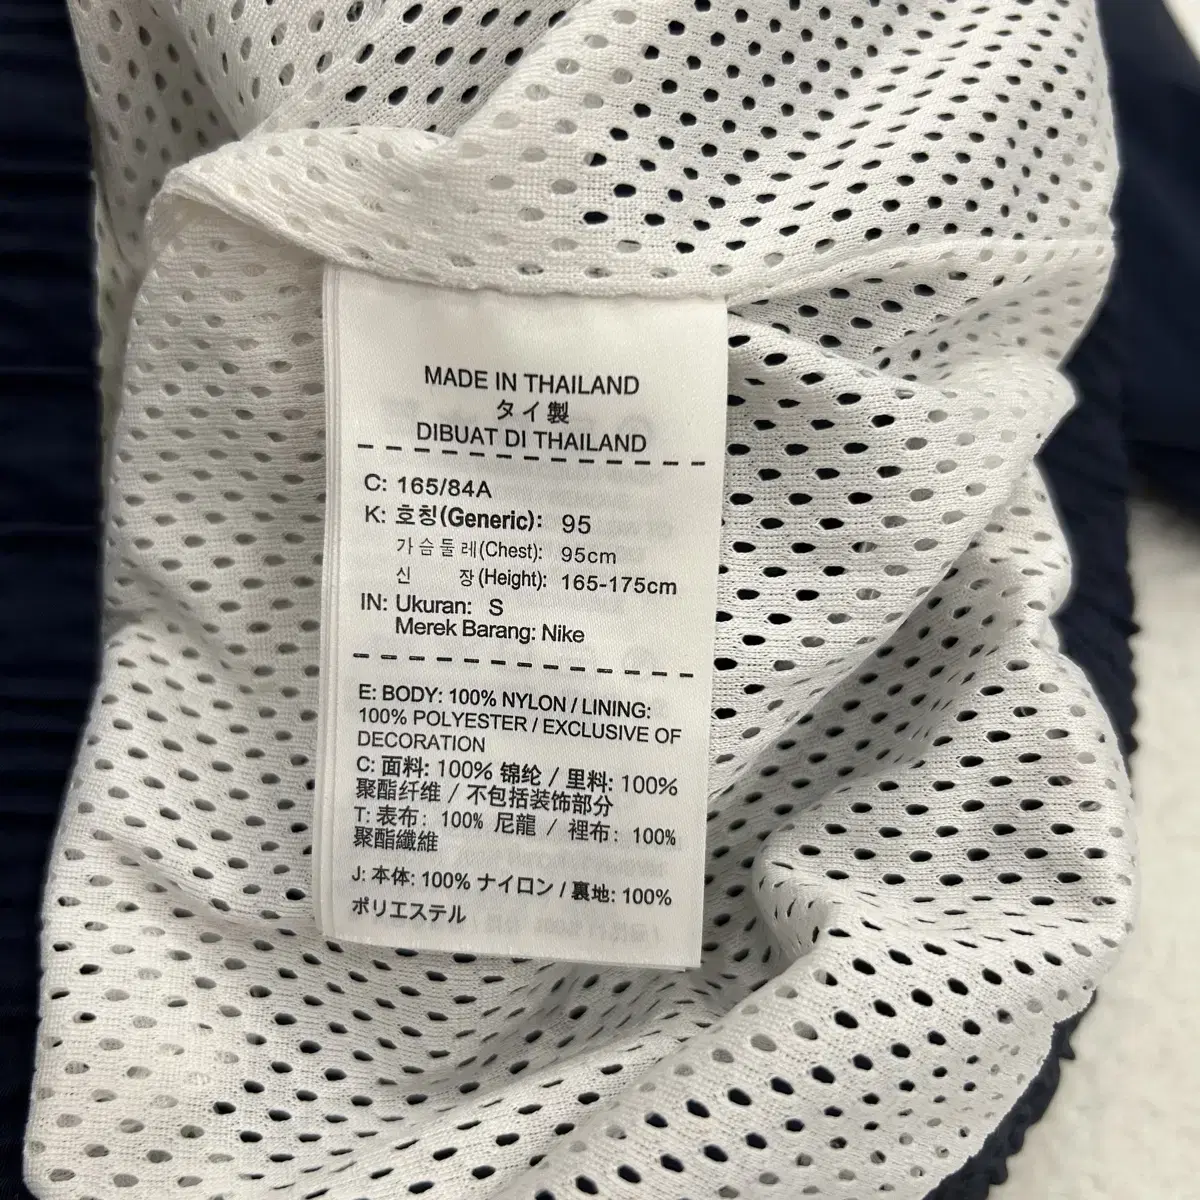 MADE IN THAILAND
タイ製
DIBUAT DI THAILAND
C: 165/84A
K: 호칭(Generic): 95
가슴둘레(Chest): 95cm
신 장(Height): 165-175cm
IN: Ukuran: S
Merek Barang: Nike
E: BODY: 100% NYLON / LINING:
100% POLYESTER / EXCLUSIVE OF
DECORATION
C: 面料: 100% 锦纶 / 里料: 100%
聚酯纤维 / 不包括装饰部分
T: 表布: 100% 尼龍 / 裡布: 100%
聚酯纖維
J: 本体: 100% ナイロン / 裏地: 100%
ポリエステル